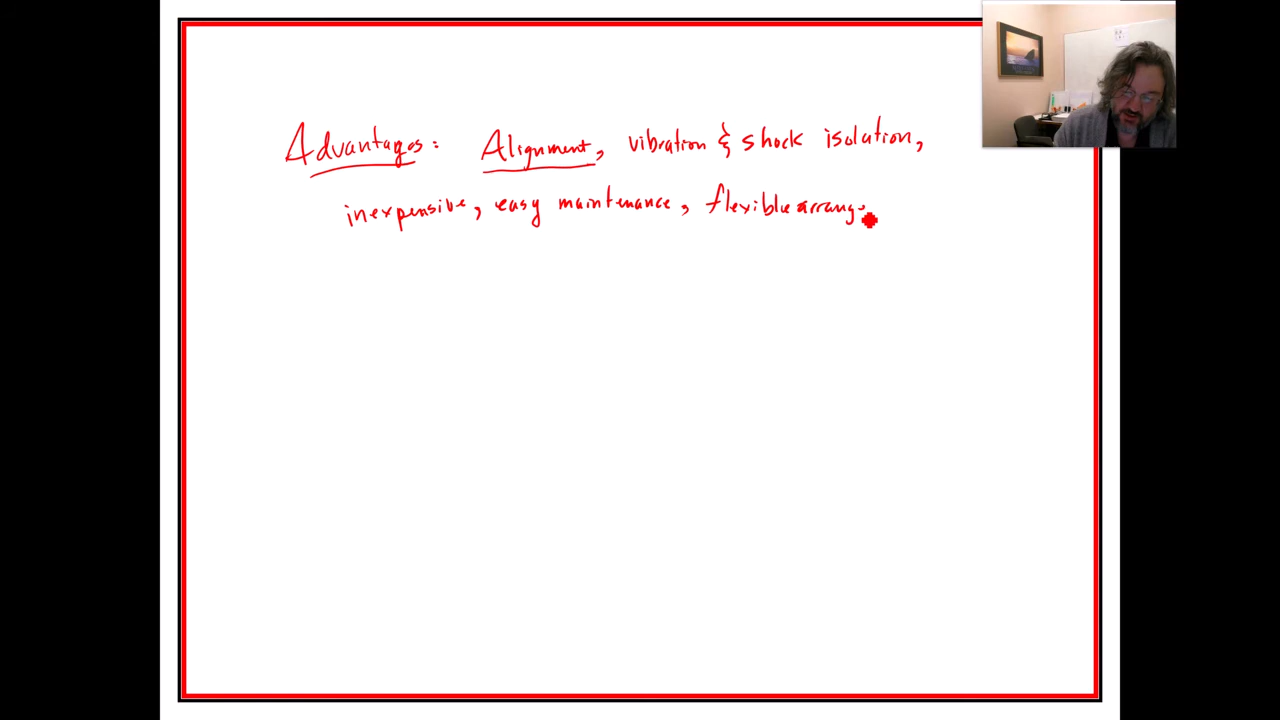 Advantages: Alignment, vibration & shock isolation,
inexpensive, easy maintenance, flexible arrang